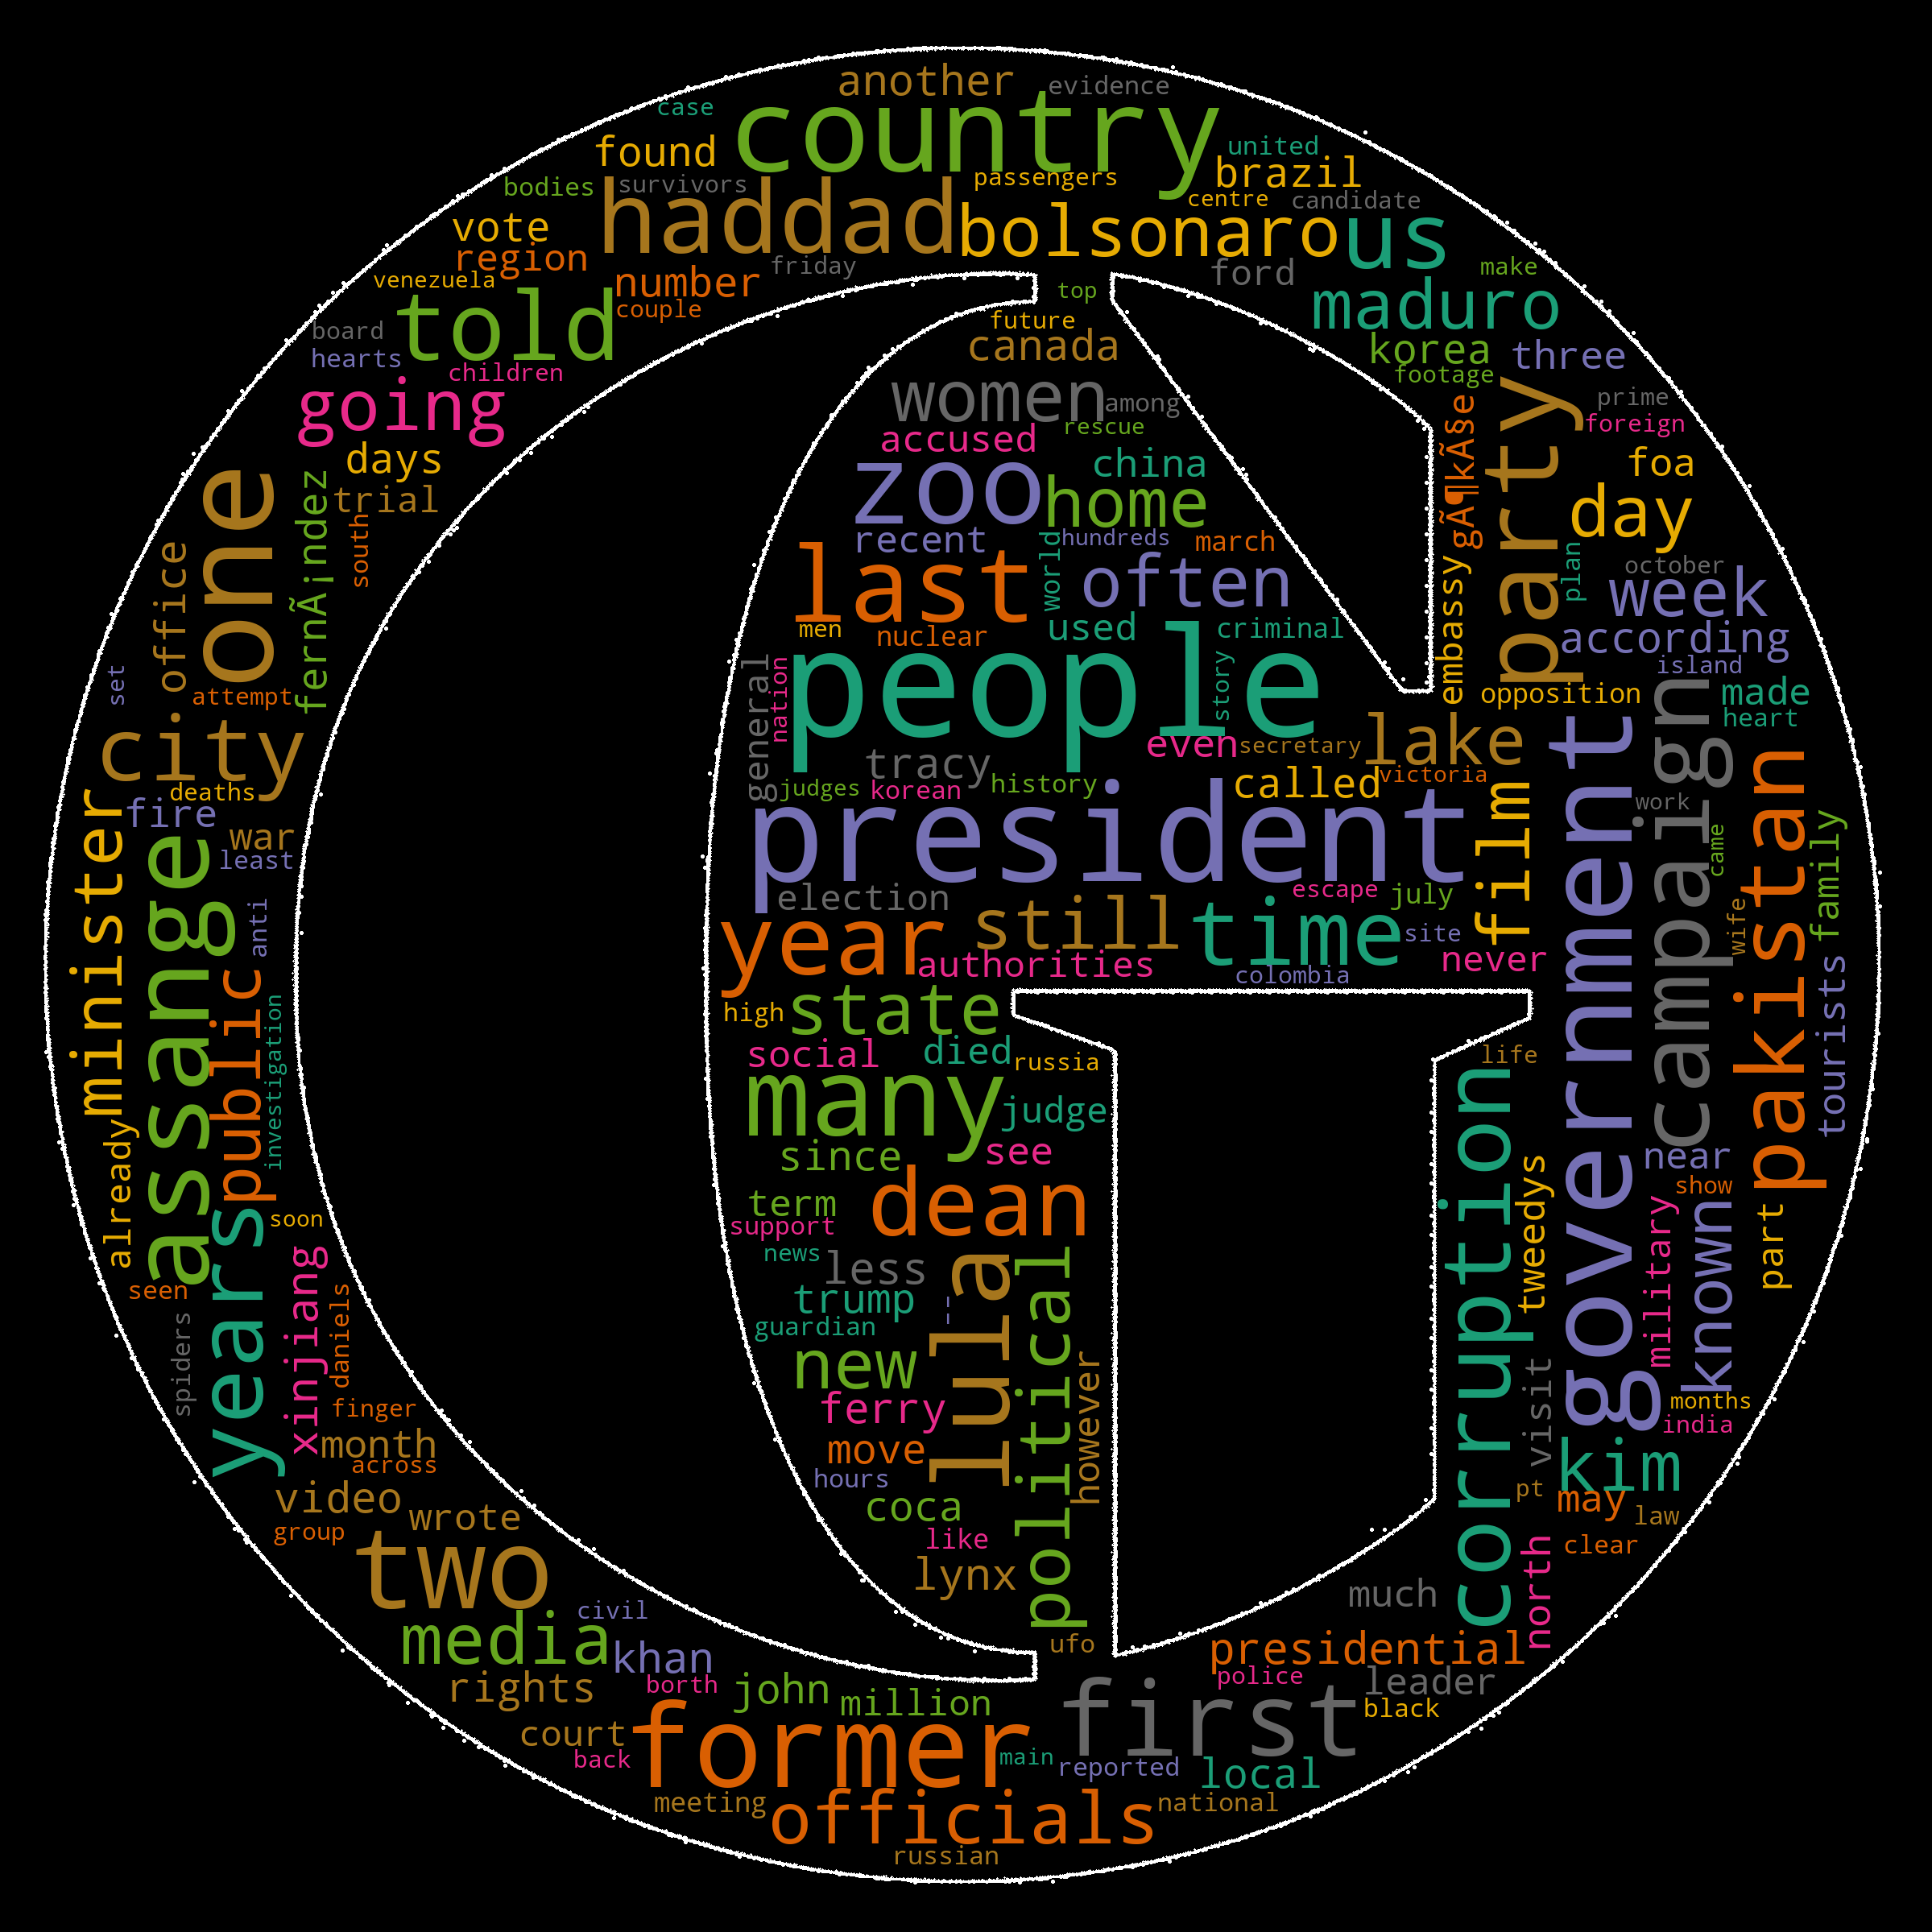 another
evidence
case
country
found
united
brazil
bodies
survivors
passengers
centre
candidate
haddad
bolsonaro
us
vote
region
number
friday
ford
make
venezuela
told
couple
top
maduro
board
hearts
future
canada
korea
three
children
footage
going
women
among
prime
foreign
accused
rescue
party
gÃ¶kÃ§e
days
zoo
china
foa
trial
home
day
one
fernÃ¡ndez
south
recent
hundreds
march
office
last
world
often
embassy
plan
october
week
men
nuclear
used
criminal
according
set
attempt
people
story
general
nation
opposition
island
made
heart
city
tracy
even
secretary
lake
victoria
government
campaign
deaths
judges
korean
history
called
film
work
pakistan
fire
war
least
president
came
family
minister
assange
anti
election
escape
july
wife
year
still
time
site
authorities
colombia
never
public
investigation
high
state
social
died
russia
life
tourists
many
judge
corruption
already
since
see
near
tweedys
show
known
part
years
soon
term
dean
support
seen
news
less
lula
political
military
spiders
xinjiang
daniels
trump
--
guardian
new
however
visit
months
india
finger
ferry
month
across
move
hours
kim
video
wrote
coca
pt
may
law
group
two
like
lynx
north
clear
much
civil
media
khan
ufo
presidential
rights
borth
john
million
police
leader
first
black
court
back
former
main
reported
local
meeting
officials
national
russian